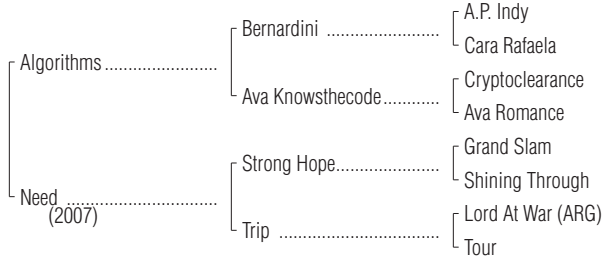 A.P. Indy
Bernardini ........................
Cara Rafaela
Algorithms ........................
Cryptoclearance
Ava Knowsthecode ............
Ava Romance
Grand Slam
Strong Hope ......................
Shining Through
Need ................................
(2007)
Lord At War (ARG)
Trip ..................................
Tour